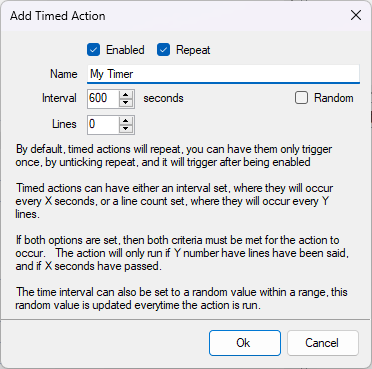 Add Timed Action
Enabled Repeat
Name My Timer
Interval 600 seconds Random
Lines 0
By default, timed actions will repeat, you can have them only trigger
once, by unticking repeat, and it will trigger after being enabled
Timed actions can have either an interval set, where they will occur
every X seconds, or a line count set, where they will occur every Y
lines.
If both options are set, then both criteria must be met for the action to
occur. The action will only run if Y number have lines have been said,
and if X seconds have passed.
The time interval can also be set to a random value within a range, this
random value is updated everytime the action is run.
Ok Cancel